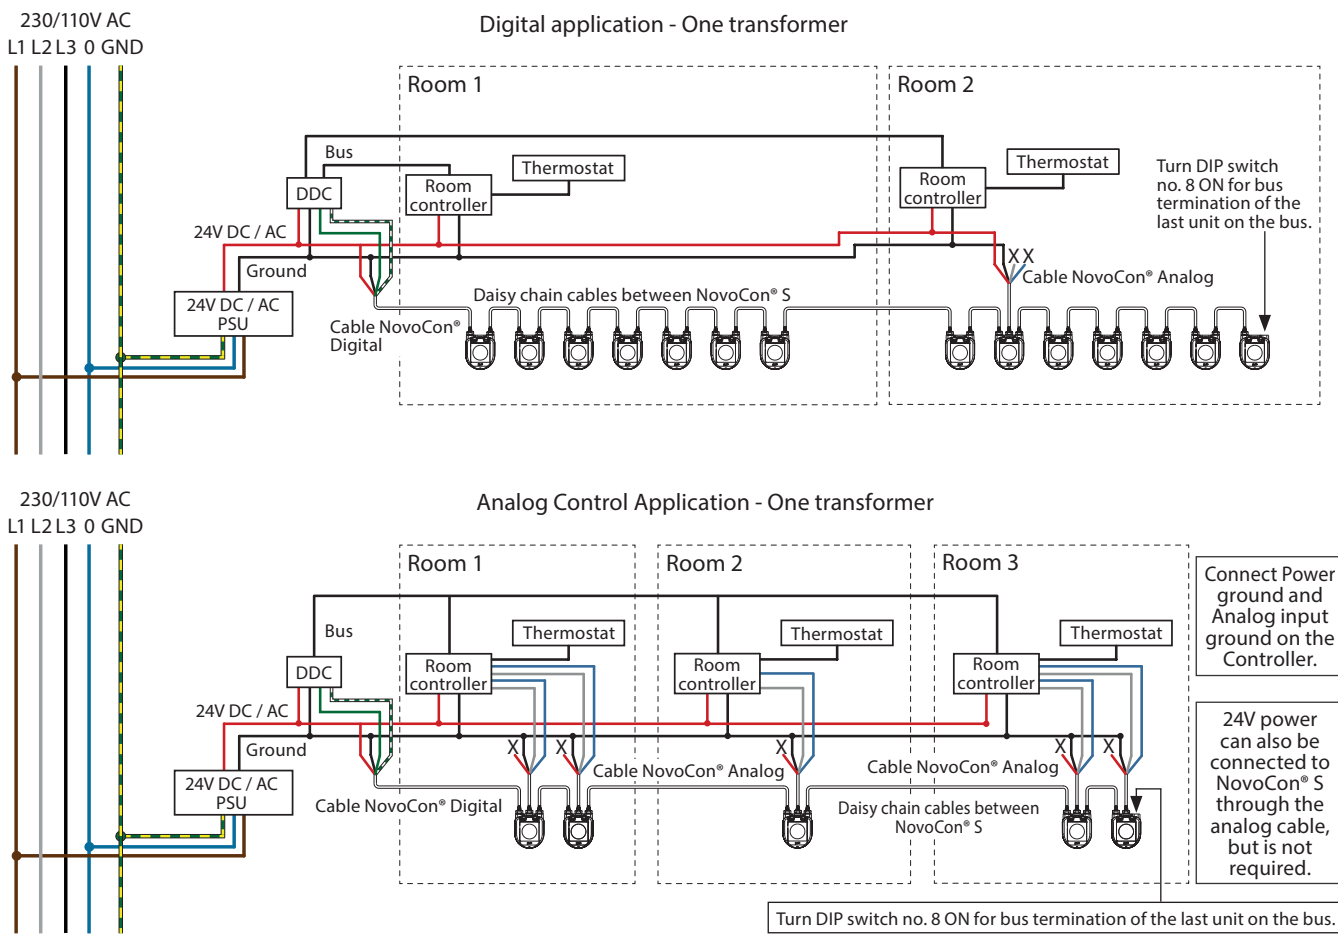 230/110V AC
L1 L2 L3 0 GND
Digital application - One transformer
Room 1
Room 2
Bus
DDC
Thermostat
Room
controller
Thermostat
Room
controller
Turn DIP switch
no. 8 ON for bus
termination of the
last unit on the bus.
24V DC / AC
Ground
24V DC / AC
PSU
X X
Cable NovoCon® Analog
Daisy chain cables between NovoCon® S
Cable NovoCon®
Digital
230/110V AC
L1 L2 L3 0 GND
Analog Control Application - One transformer
Room 1
Room 2
Room 3
Bus
DDC
Thermostat
Room
controller
Thermostat
Room
controller
Thermostat
Room
controller
Connect Power
ground and
Analog input
ground on the
Controller.
24V DC / AC
Ground
24V DC / AC
PSU
X
X
X
X
X
Cable NovoCon® Analog
Cable NovoCon® Analog
Cable NovoCon® Digital
Daisy chain cables between
NovoCon® S
24V power
can also be
connected to
NovoCon® S
through the
analog cable,
but is not
required.
Turn DIP switch no. 8 ON for bus termination of the last unit on the bus.